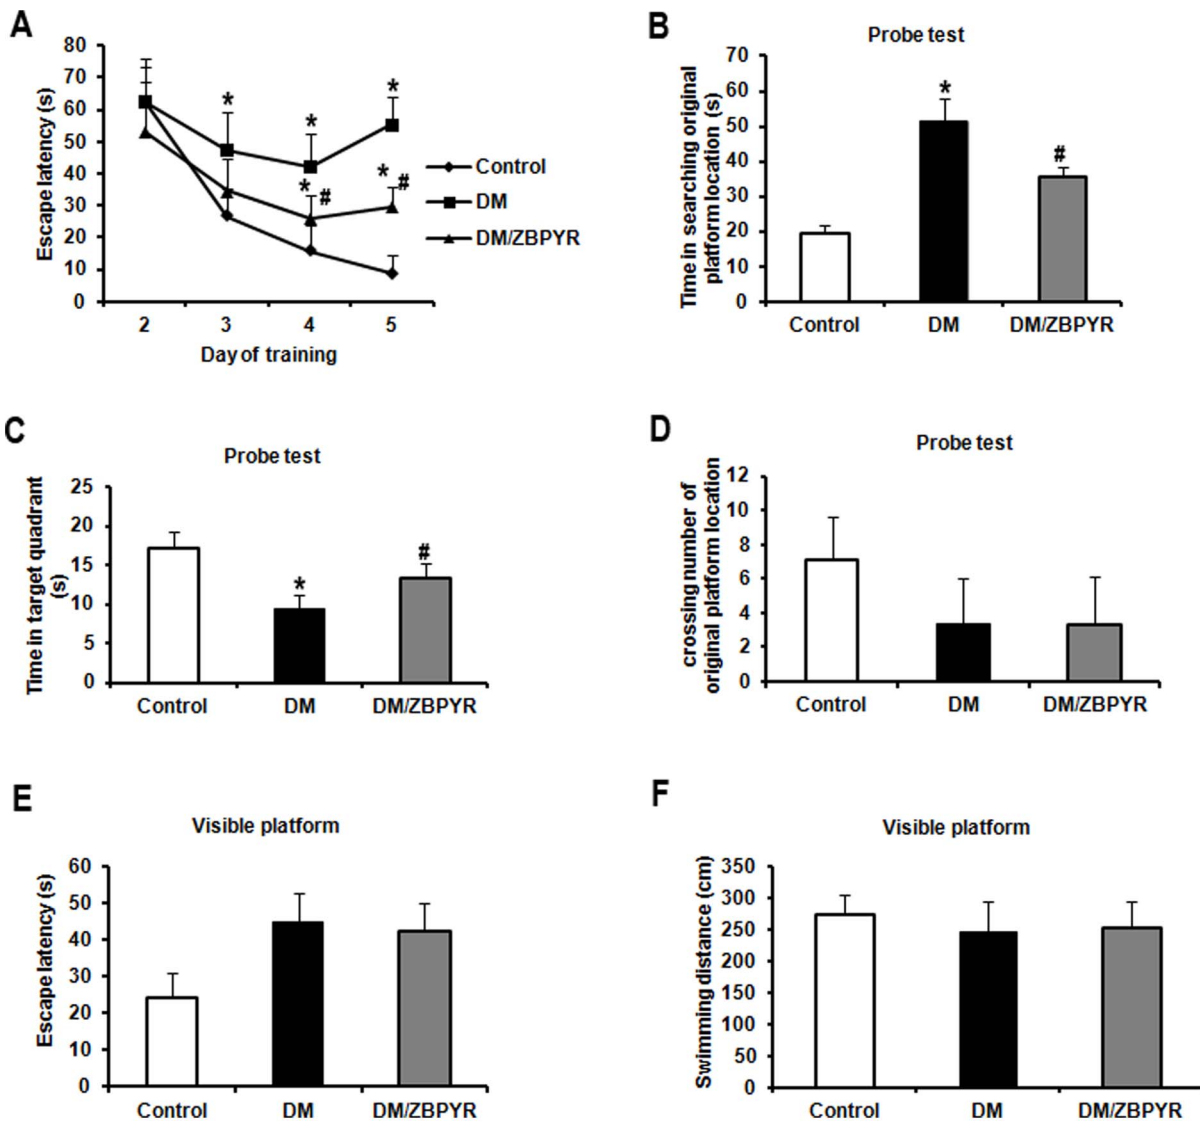 A
Escape latency (s)
80
70
60
50
40
30
20
10
0
*
*
*
*
#
*
#
2 3 4 5
Day of training
Control
DM
DM/ZBPYR
B
Probe test
Time in searching original
platform location (s)
70
60
50
40
30
20
10
0
*
#
Control DM DM/ZBPYR
C
Probe test
Time in target quadrant
(s)
25
20
15
10
5
0
*
#
Control DM DM/ZBPYR
D
Probe test
crossing number of
original platform location
12
10
8
6
4
2
0
Control DM DM/ZBPYR
E
Visible platform
Escape latency (s)
60
50
40
30
20
10
0
Control DM DM/ZBPYR
F
Visible platform
Swimming distance (cm)
350
300
250
200
150
100
50
0
Control DM DM/ZBPYR